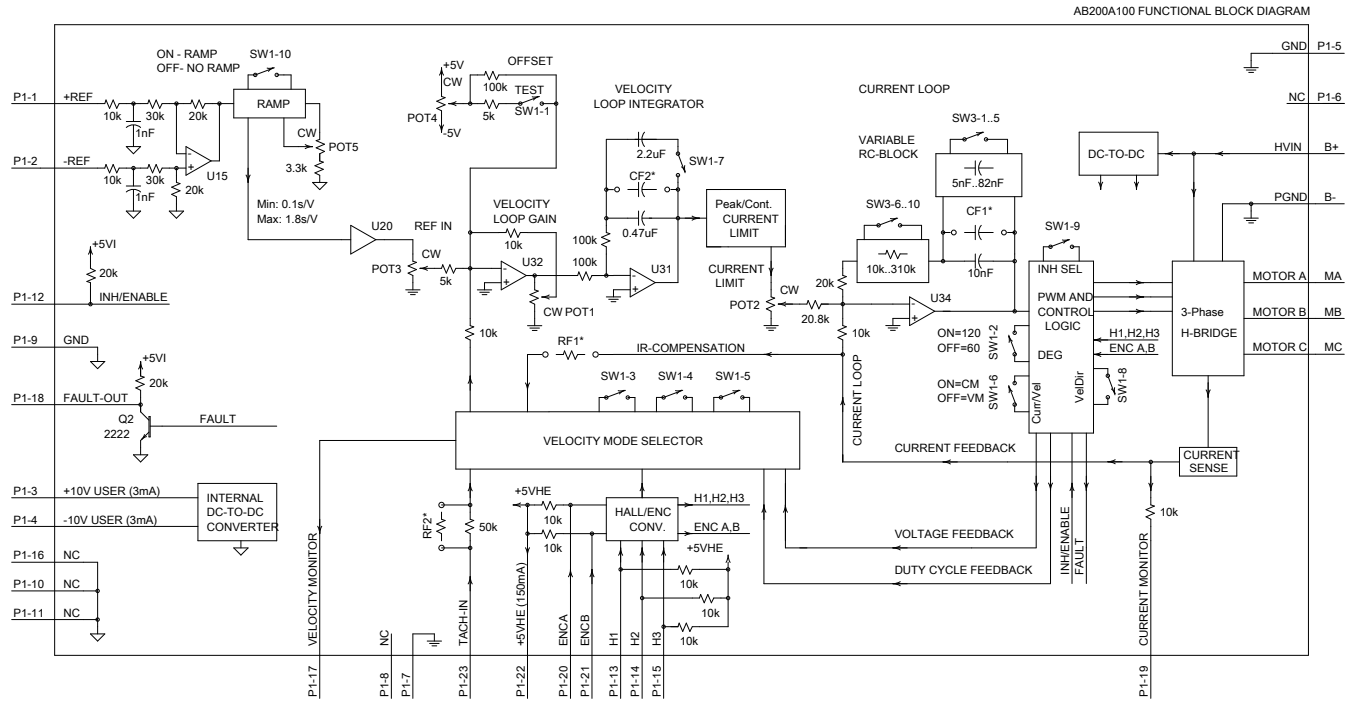 AB200A100 FUNCTIONAL BLOCK DIAGRAM
GND P1-5
NC P1-6
HVIN B+
PGND B-
MOTOR A MA
MOTOR B MB
MOTOR C MC
ON - RAMP
OFF- NO RAMP
SW1-10
RAMP
P1-1 +REF
10k
30k
20k
1nF
CW
POT5
3.3k
P1-2 -REF
10k
30k
20k
1nF
U15
Min: 0.1s/V
Max: 1.8s/V
+5V
CW
POT4
-5V
OFFSET
100k
TEST
5k
SW1-1
VELOCITY
LOOP INTEGRATOR
2.2uF
SW1-7
CF2*
0.47uF
100k
100k
U31
U20
REF IN
CW
POT3
5k
VELOCITY
LOOP GAIN
10k
U32
CW POT1
Peak/Cont.
CURRENT
LIMIT
CURRENT
LIMIT
CW
POT2
20.8k
CURRENT LOOP
VARIABLE
RC-BLOCK
SW3-1..5
5nF..82nF
SW3-6..10
10k..310k
CF1*
10nF
20k
10k
U34
DC-TO-DC
SW1-9
INH SEL
PWM AND
CONTROL
LOGIC
DEG
Curr/Vel
VelDir
ON=120
OFF=60
SW1-2
ON=CM
OFF=VM
SW1-6
SW1-8
H1,H2,H3
ENC A,B
3-Phase
H-BRIDGE
CURRENT
SENSE
+5VI
20k
P1-12 INH/ENABLE
P1-9 GND
+5VI
20k
P1-18 FAULT-OUT
Q2
2222
FAULT
P1-3 +10V USER (3mA)
P1-4 -10V USER (3mA)
INTERNAL
DC-TO-DC
CONVERTER
P1-16 NC
P1-10 NC
P1-11 NC
10k
RF1*
IR-COMPENSATION
SW1-3
SW1-4
SW1-5
VELOCITY MODE SELECTOR
CURRENT LOOP
CURRENT FEEDBACK
VOLTAGE FEEDBACK
DUTY CYCLE FEEDBACK
INH/ENABLE
FAULT
10k
CURRENT MONITOR
RF2*
50k
+5VHE
10k
10k
HALL/ENC
CONV.
H1,H2,H3
ENC A,B
+5VHE
10k
10k
10k
VELOCITY MONITOR
NC
TACH-IN
+5VHE (150mA)
ENCA
ENCB
H1
H2
H3
P1-17
P1-8
P1-7
P1-23
P1-22
P1-20
P1-21
P1-13
P1-14
P1-15
P1-19